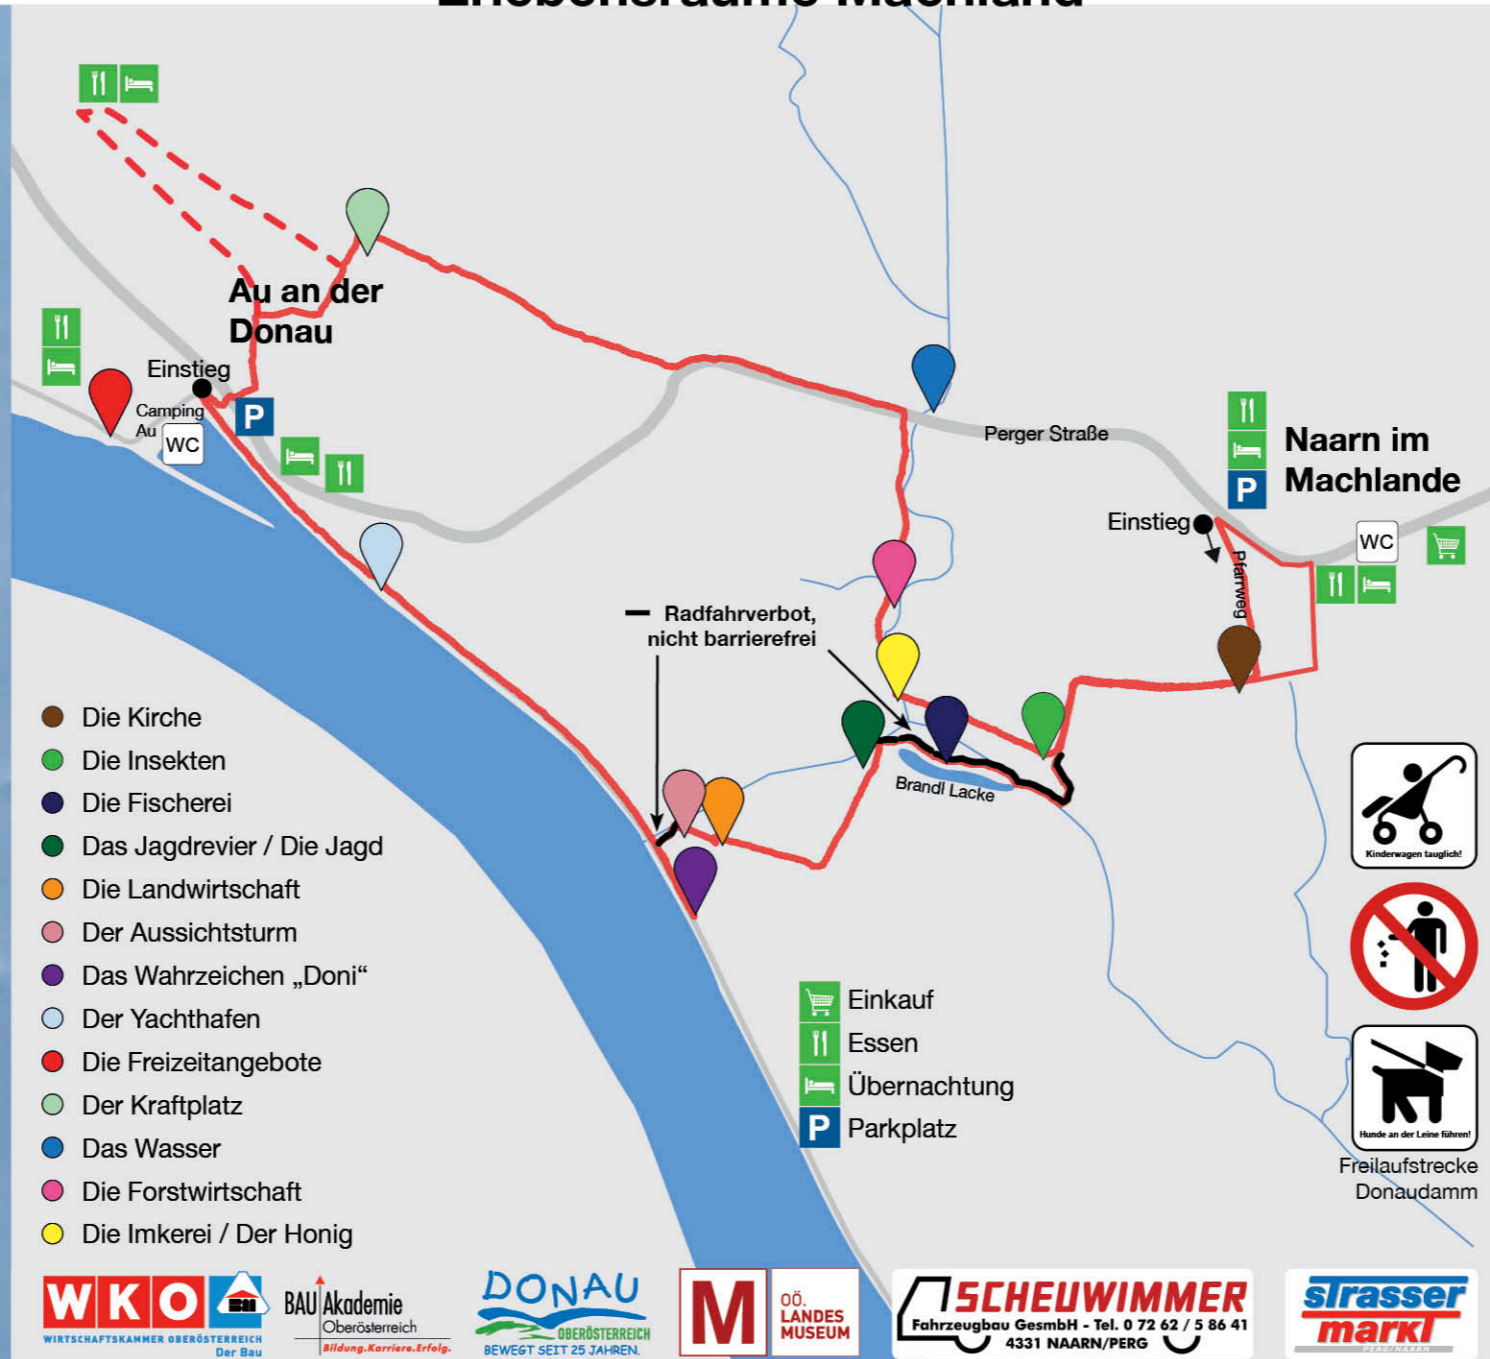 Erlebensräume Machland
Au an der
Donau
Einstieg
Camping
Au
WC
P
Perger Straße
Naarn im
Machlande
P
Einstieg
WC
Pfarrweg
Radfahrverbot,
nicht barrierefrei
Brandl Lacke
Die Kirche
Die Insekten
Die Fischerei
Das Jagdrevier / Die Jagd
Die Landwirtschaft
Der Aussichtsturm
Das Wahrzeichen „Doni“
Der Yachthafen
Die Freizeitangebote
Der Kraftplatz
Das Wasser
Die Forstwirtschaft
Die Imkerei / Der Honig
Einkauf
Essen
Übernachtung
P Parkplatz
Kinderwagen tauglich!
Hunde an der Leine führen!
Freilaufstrecke
Donaudamm
WKO BAU
WIRTSCHAFTSKAMMER OBERÖSTERREICH
Der Bau
BAU Akademie
Oberösterreich
Bildung.Karriere.Erfolg.
DONAU
OBERÖSTERREICH
BEWEGT SEIT 25 JAHREN.
M
OÖ.
LANDES
MUSEUM
SCHEUWIMMER
Fahrzeugbau GesmbH - Tel. 0 72 62 / 5 86 41
4331 NAARN/PERG
strasser
markt
PERG/NAARN